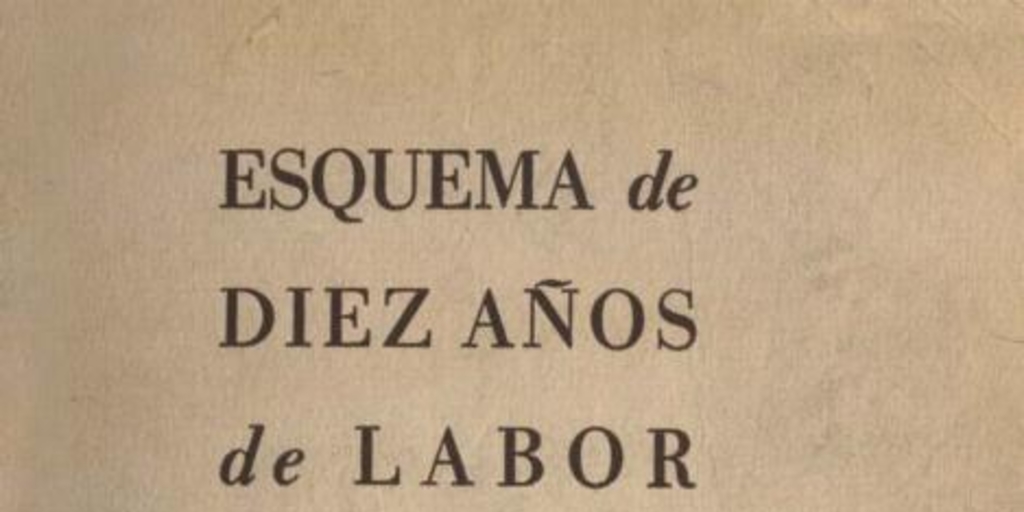 ESQUEMA de
DIEZ AÑOS
de LABOR